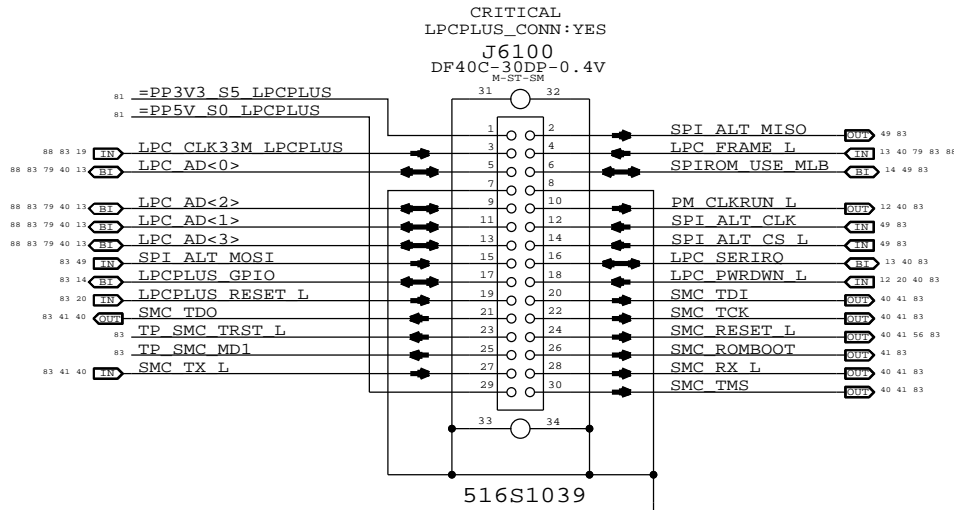 CRITICAL
LPCPLUS_CONN:YES
J6100
DF40C-30DP-0.4V
M-ST-SM
31 32
81 =PP3V3_S5_LPCPLUS
81 =PP5V_S0_LPCPLUS
1 2 SPI_ALT_MISO OUT 49 83
88 83 19 IN LPC_CLK33M_LPCPLUS 3 4 LPC_FRAME_L IN 13 40 79 83 88
88 83 79 40 13 BI LPC_AD<0> 5 6 SPIROM_USE_MLB BI 14 49 83
7 8
88 83 79 40 13 BI LPC_AD<2> 9 10 PM_CLKRUN_L OUT 12 40 83
88 83 79 40 13 BI LPC_AD<1> 11 12 SPI_ALT_CLK IN 49 83
88 83 79 40 13 BI LPC_AD<3> 13 14 SPI_ALT_CS_L IN 49 83
83 49 IN SPI_ALT_MOSI 15 16 LPC_SERIRQ BI 13 40 83
83 14 BI LPCPLUS_GPIO 17 18 LPC_PWRDWN_L IN 12 20 40 83
83 20 IN LPCPLUS_RESET_L 19 20 SMC_TDI OUT 40 41 83
83 41 40 OUT SMC_TDO 21 22 SMC_TCK OUT 40 41 83
83 TP_SMC_TRST_L 23 24 SMC_RESET_L OUT 40 41 56 83
83 TP_SMC_MD1 25 26 SMC_ROMBOOT OUT 41 83
83 41 40 IN SMC_TX_L 27 28 SMC_RX_L OUT 40 41 83
29 30 SMC_TMS OUT 40 41 83
33 34
516S1039